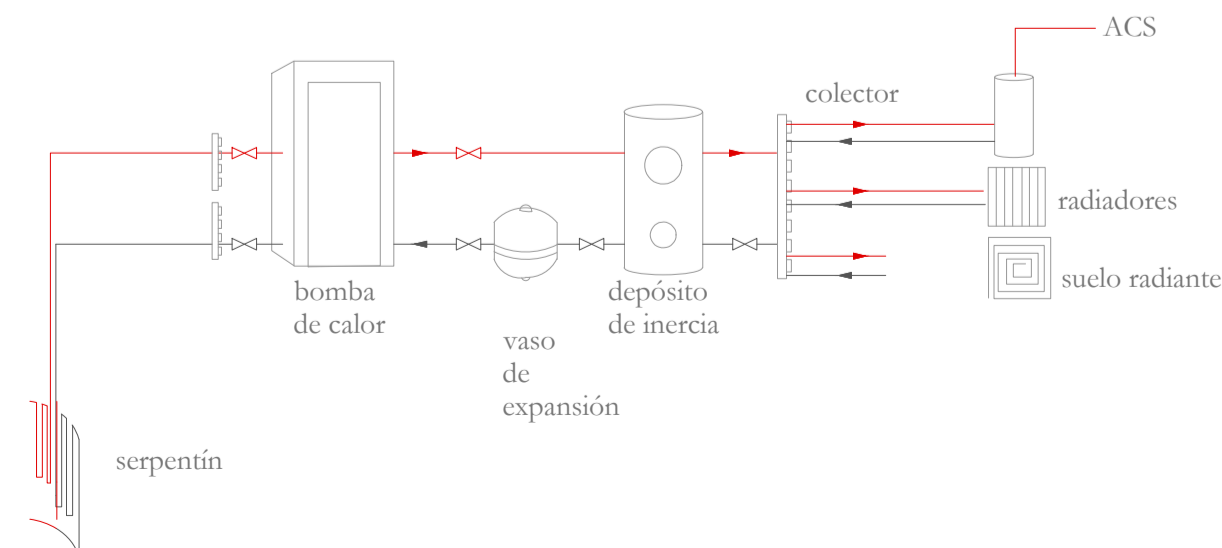 ACS
colector
radiadores
suelo radiante
bomba
de calor
depósito
de inercia
vaso
de
expansión
serpentín